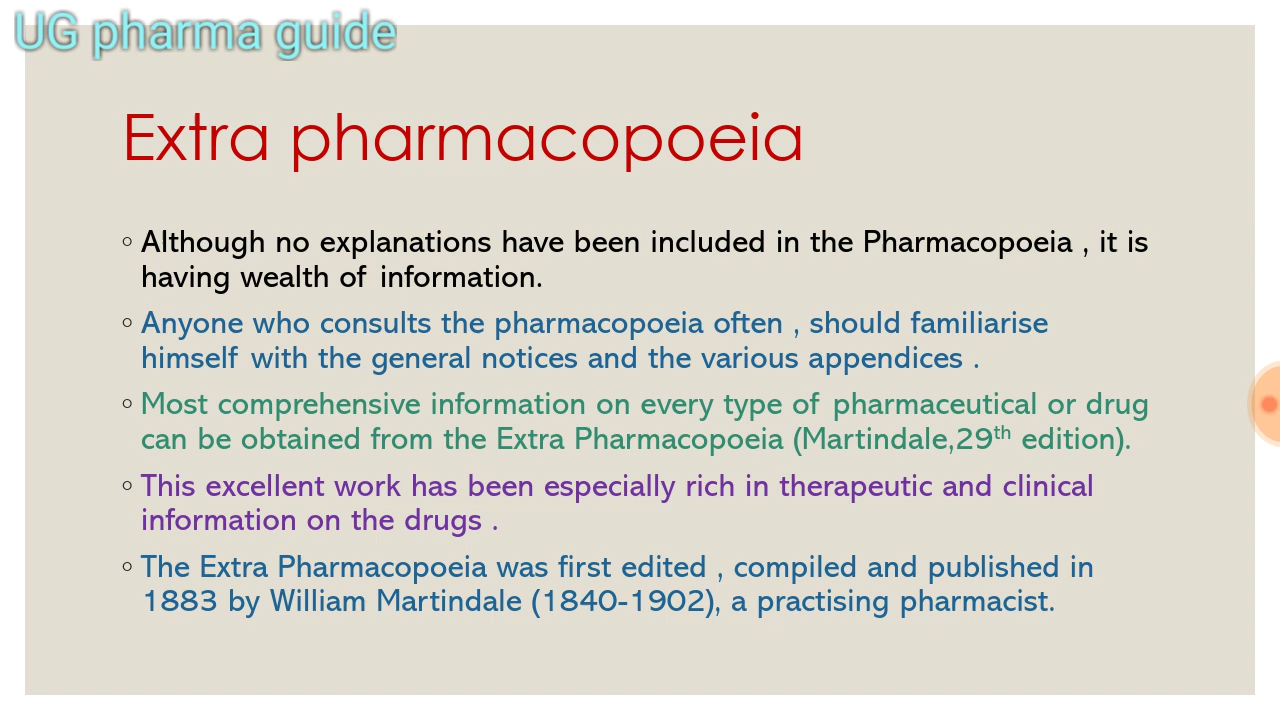 UG pharma guide
Extra pharmacopoeia
◦ Although no explanations have been included in the Pharmacopoeia , it is
having wealth of information.
◦ Anyone who consults the pharmacopoeia often , should familiarise
himself with the general notices and the various appendices .
◦ Most comprehensive information on every type of pharmaceutical or drug
can be obtained from the Extra Pharmacopoeia (Martindale,29th edition).
◦ This excellent work has been especially rich in therapeutic and clinical
information on the drugs .
◦ The Extra Pharmacopoeia was first edited , compiled and published in
1883 by William Martindale (1840-1902), a practising pharmacist.